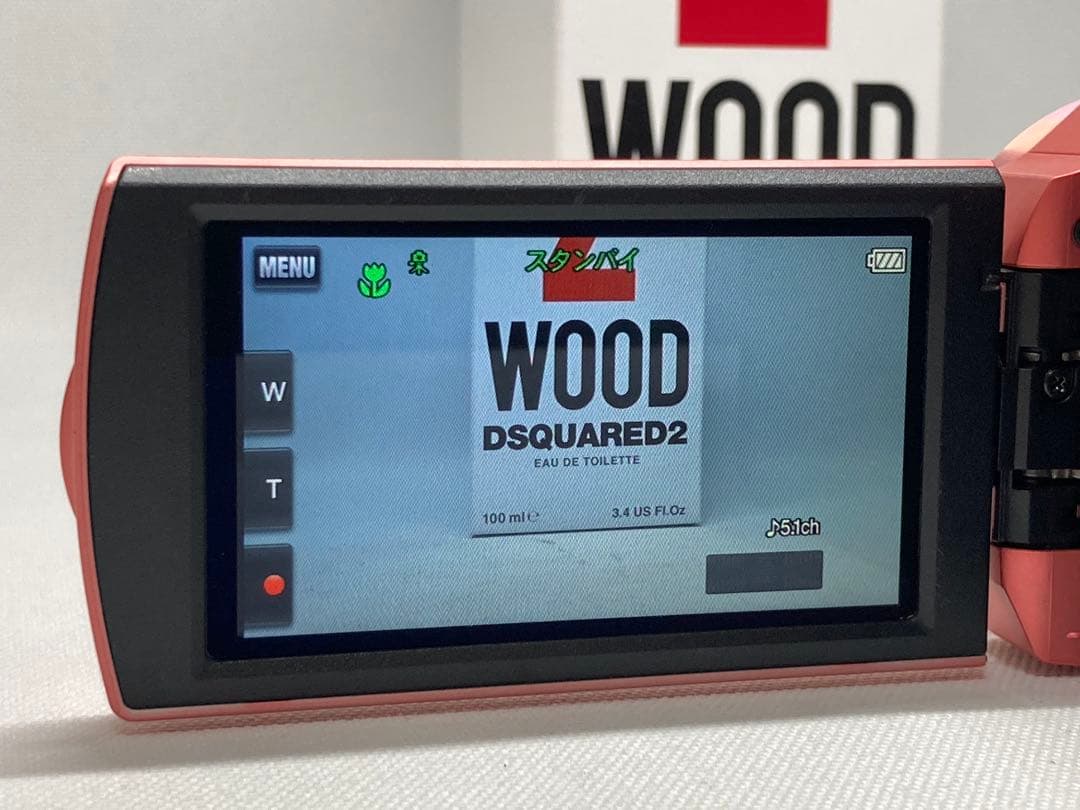 WOOD
MENU
スタンバイ
WOOD
W
DSQUARED2
EAU DE TOILETTE
T
100 ml℮
3.4 US Fl.Oz
♪5.1ch